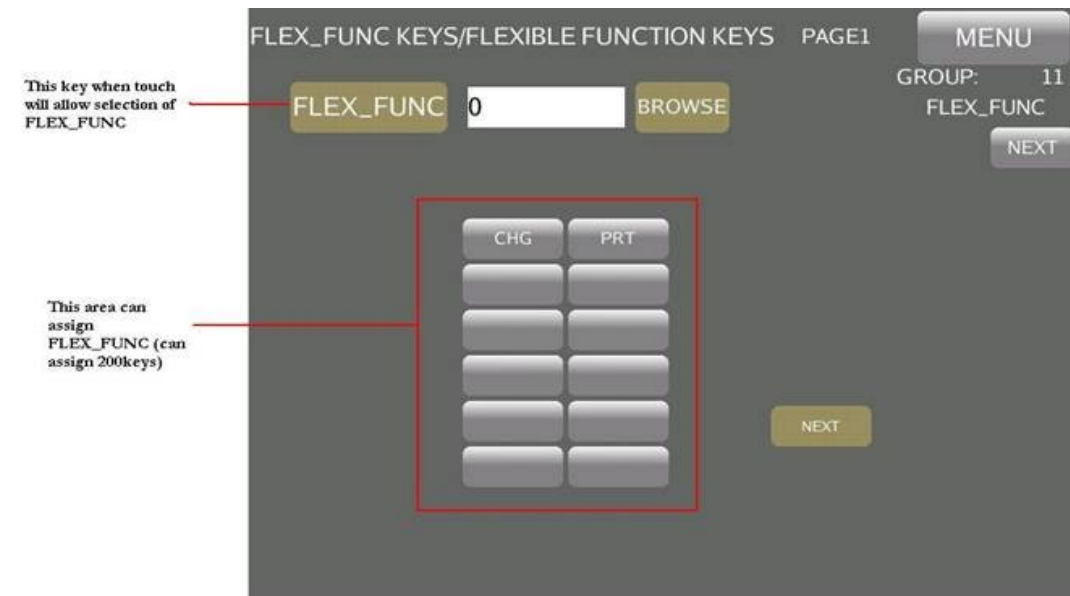 FLEX_FUNC KEYS/FLEXIBLE FUNCTION KEYS PAGE1 MENU
GROUP: 11
This key when touch
will allow selection of
FLEX_FUNC
FLEX_FUNC 0 BROWSE
FLEX_FUNC
NEXT
CHG PRT
This area can
assign
FLEX_FUNC (can
assign 200keys)
NEXT